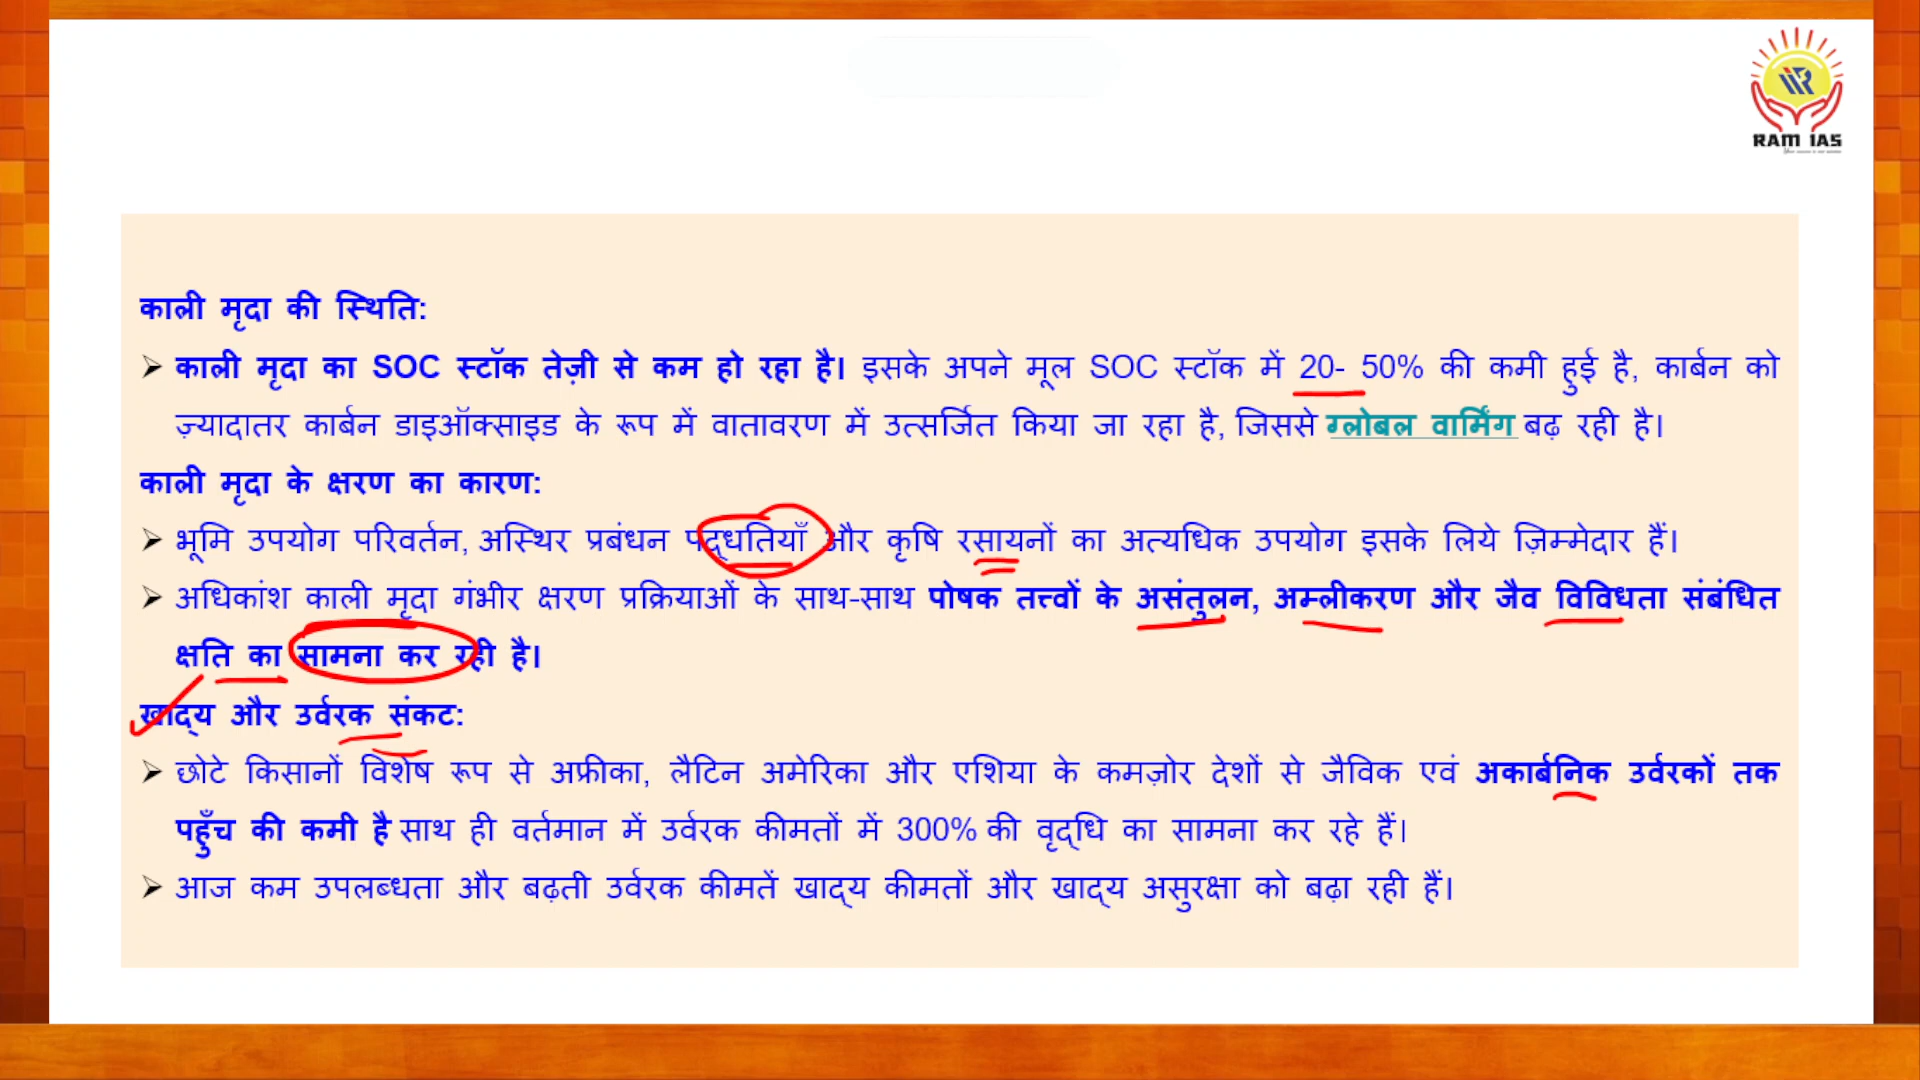 RAM IAS
काली मृदा की स्थिति:
➢ काली मृदा का SOC स्टॉक तेज़ी से कम हो रहा है। इसके अपने मूल SOC स्टॉक में 20- 50% की कमी हुई है, कार्बन को
ज़्यादातर कार्बन डाइऑक्साइड के रूप में वातावरण में उत्सर्जित किया जा रहा है, जिससे ग्लोबल वार्मिंग बढ़ रही है।
काली मृदा के क्षरण का कारण:
➢ भूमि उपयोग परिवर्तन, अस्थिर प्रबंधन पद्धतियाँ और कृषि रसायनों का अत्यधिक उपयोग इसके लिये ज़िम्मेदार हैं।
➢ अधिकांश काली मृदा गंभीर क्षरण प्रक्रियाओं के साथ-साथ पोषक तत्त्वों के असंतुलन, अम्लीकरण और जैव विविधता संबंधित
क्षति का सामना कर रही है।
खाद्य और उर्वरक संकट:
➢ छोटे किसानों विशेष रूप से अफ्रीका, लैटिन अमेरिका और एशिया के कमज़ोर देशों से जैविक एवं अकार्बनिक उर्वरकों तक
पहुँच की कमी है साथ ही वर्तमान में उर्वरक कीमतों में 300% की वृद्धि का सामना कर रहे हैं।
➢ आज कम उपलब्धता और बढ़ती उर्वरक कीमतें खाद्य कीमतों और खाद्य असुरक्षा को बढ़ा रही हैं।